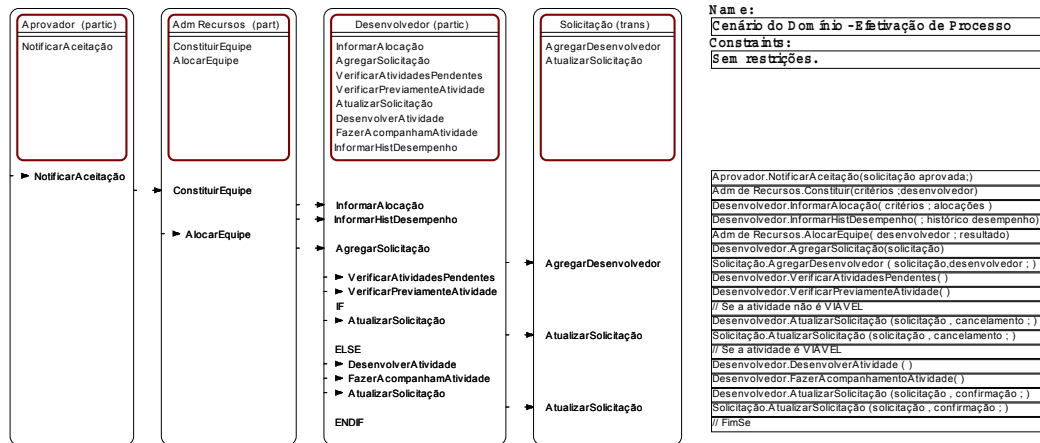 Aprovador (partic)
NotificarAceitação
Adm Recursos (part)
ConstituirEquipe
AlocarEquipe
Desenvolvedor (partic)
InformarAlocação
AgregarSolicitação
VerificarAtividadesPendentes
VerificarPreviamenteAtividade
AtualizarSolicitação
DesenvolverAtividade
FazerAcompanhamAtividade
InformarHistDesempenho
Solicitação (trans)
AgregarDesenvolvedor
AtualizarSolicitação
Name:
Cenário do Domínio -Efetivação de Processo
Constraints:
Sem restrições.
NotificarAceitação
ConstituirEquipe
InformarAlocação
InformarHistDesempenho
AlocarEquipe
AgregarSolicitação
AgregarDesenvolvedor
VerificarAtividadesPendentes
VerificarPreviamenteAtividade
IF
AtualizarSolicitação
AtualizarSolicitação
ELSE
DesenvolverAtividade
FazerAcompanhamAtividade
AtualizarSolicitação
AtualizarSolicitação
ENDIF
Aprovador.NotificarAceitação(solicitação aprovada;)
Adm de Recursos.Constituir(critérios ;desenvolvedor)
Desenvolvedor.InformarAlocação( critérios ; alocações )
Desenvolvedor.InformarHistDesempenho( ; histórico desempenho)
Adm de Recursos.AlocarEquipe( desenvolvedor ; resultado)
Desenvolvedor.AgregarSolicitação(solicitação)
Solicitação.AgregarDesenvolvedor ( solicitação,desenvolvedor ; )
Desenvolvedor.VerificarAtividadesPendentes( )
Desenvolvedor.VerificarPreviamenteAtividade( )
// Se a atividade não é VIÁVEL
Desenvolvedor.AtualizarSolicitação (solicitação , cancelamento ; )
Solicitação.AtualizarSolicitação (solicitação , cancelamento ; )
// Se a atividade é VIÁVEL
Desenvolvedor.DesenvolverAtividade ( )
Desenvolvedor.FazerAcompanhamentoAtividade( )
Desenvolvedor.AtualizarSolicitação (solicitação , confirmação ; )
Solicitação.AtualizarSolicitação (solicitação , confirmação ; )
// FimSe